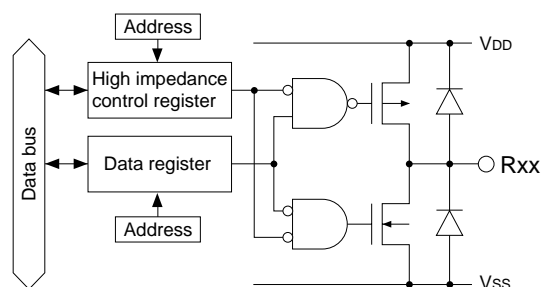 Address
VDD
High impedance
control register
Data bus
Data register
Rxx
Address
VSS